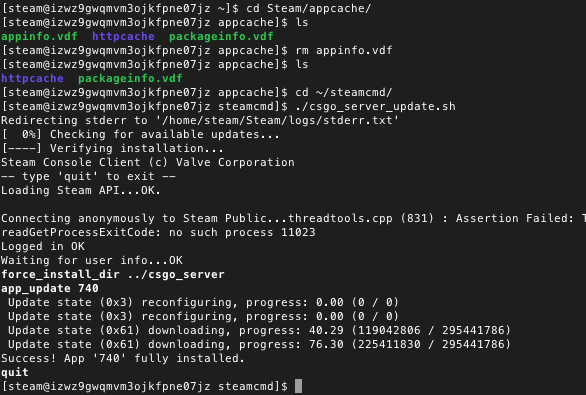 [steam@izwz9gwqmvm3ojkfpne07jz ~]$ cd Steam/appcache/
[steam@izwz9gwqmvm3ojkfpne07jz appcache]$ ls
appinfo.vdf  httpcache  packageinfo.vdf
[steam@izwz9gwqmvm3ojkfpne07jz appcache]$ rm appinfo.vdf
[steam@izwz9gwqmvm3ojkfpne07jz appcache]$ ls
httpcache  packageinfo.vdf
[steam@izwz9gwqmvm3ojkfpne07jz appcache]$ cd ~/steamcmd/
[steam@izwz9gwqmvm3ojkfpne07jz steamcmd]$ ./csgo_server_update.sh
Redirecting stderr to '/home/steam/Steam/logs/stderr.txt'
[  0%] Checking for available updates...
[----] Verifying installation...
Steam Console Client (c) Valve Corporation
-- type 'quit' to exit --
Loading Steam API...OK.

Connecting anonymously to Steam Public...threadtools.cpp (831) : Assertion Failed: T
readGetProcessExitCode: no such process 11023
Logged in OK
Waiting for user info...OK
force_install_dir ../csgo_server
app_update 740
 Update state (0x3) reconfiguring, progress: 0.00 (0 / 0)
 Update state (0x3) reconfiguring, progress: 0.00 (0 / 0)
 Update state (0x61) downloading, progress: 40.29 (119042806 / 295441786)
 Update state (0x61) downloading, progress: 76.30 (225411830 / 295441786)
Success! App '740' fully installed.
quit
[steam@izwz9gwqmvm3ojkfpne07jz steamcmd]$